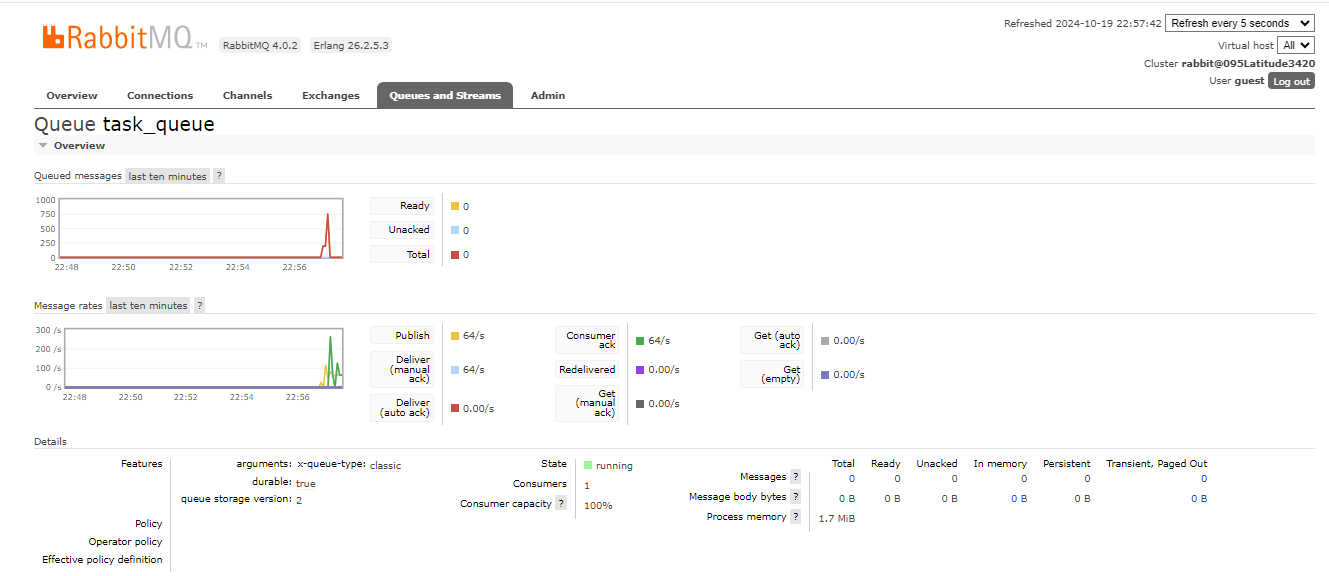 RabbitMQ TM RabbitMQ 4.0.2 Erlang 26.2.5.3
Refreshed 2024-10-19 22:57:42 Refresh every 5 seconds
Virtual host All
Cluster rabbit@095Latitude3420
User guest Log out
Overview Connections Channels Exchanges Queues and Streams Admin
Queue task_queue
Overview
Queued messages last ten minutes ?
1000
750
500
250
0
22:48 22:50 22:52 22:54 22:56
Ready 0
Unacked 0
Total 0
Message rates last ten minutes ?
300 /s
200 /s
100 /s
0 /s
22:48 22:50 22:52 22:54 22:56
Publish 64/s
Deliver
(manual
ack) 64/s
Deliver
(auto ack) 0.00/s
Consumer
ack 64/s
Redelivered 0.00/s
Get
(manual
ack) 0.00/s
Get (auto
ack) 0.00/s
Get
(empty) 0.00/s
Details
Features arguments: x-queue-type: classic
durable: true
queue storage version: 2
Policy
Operator policy
Effective policy definition
State running
Consumers 1
Consumer capacity ? 100%
Total Ready Unacked In memory Persistent Transient, Paged Out
Messages ? 0 0 0 0 0 0
Message body bytes ? 0 B 0 B 0 B 0 B 0 B 0 B
Process memory ? 1.7 MiB